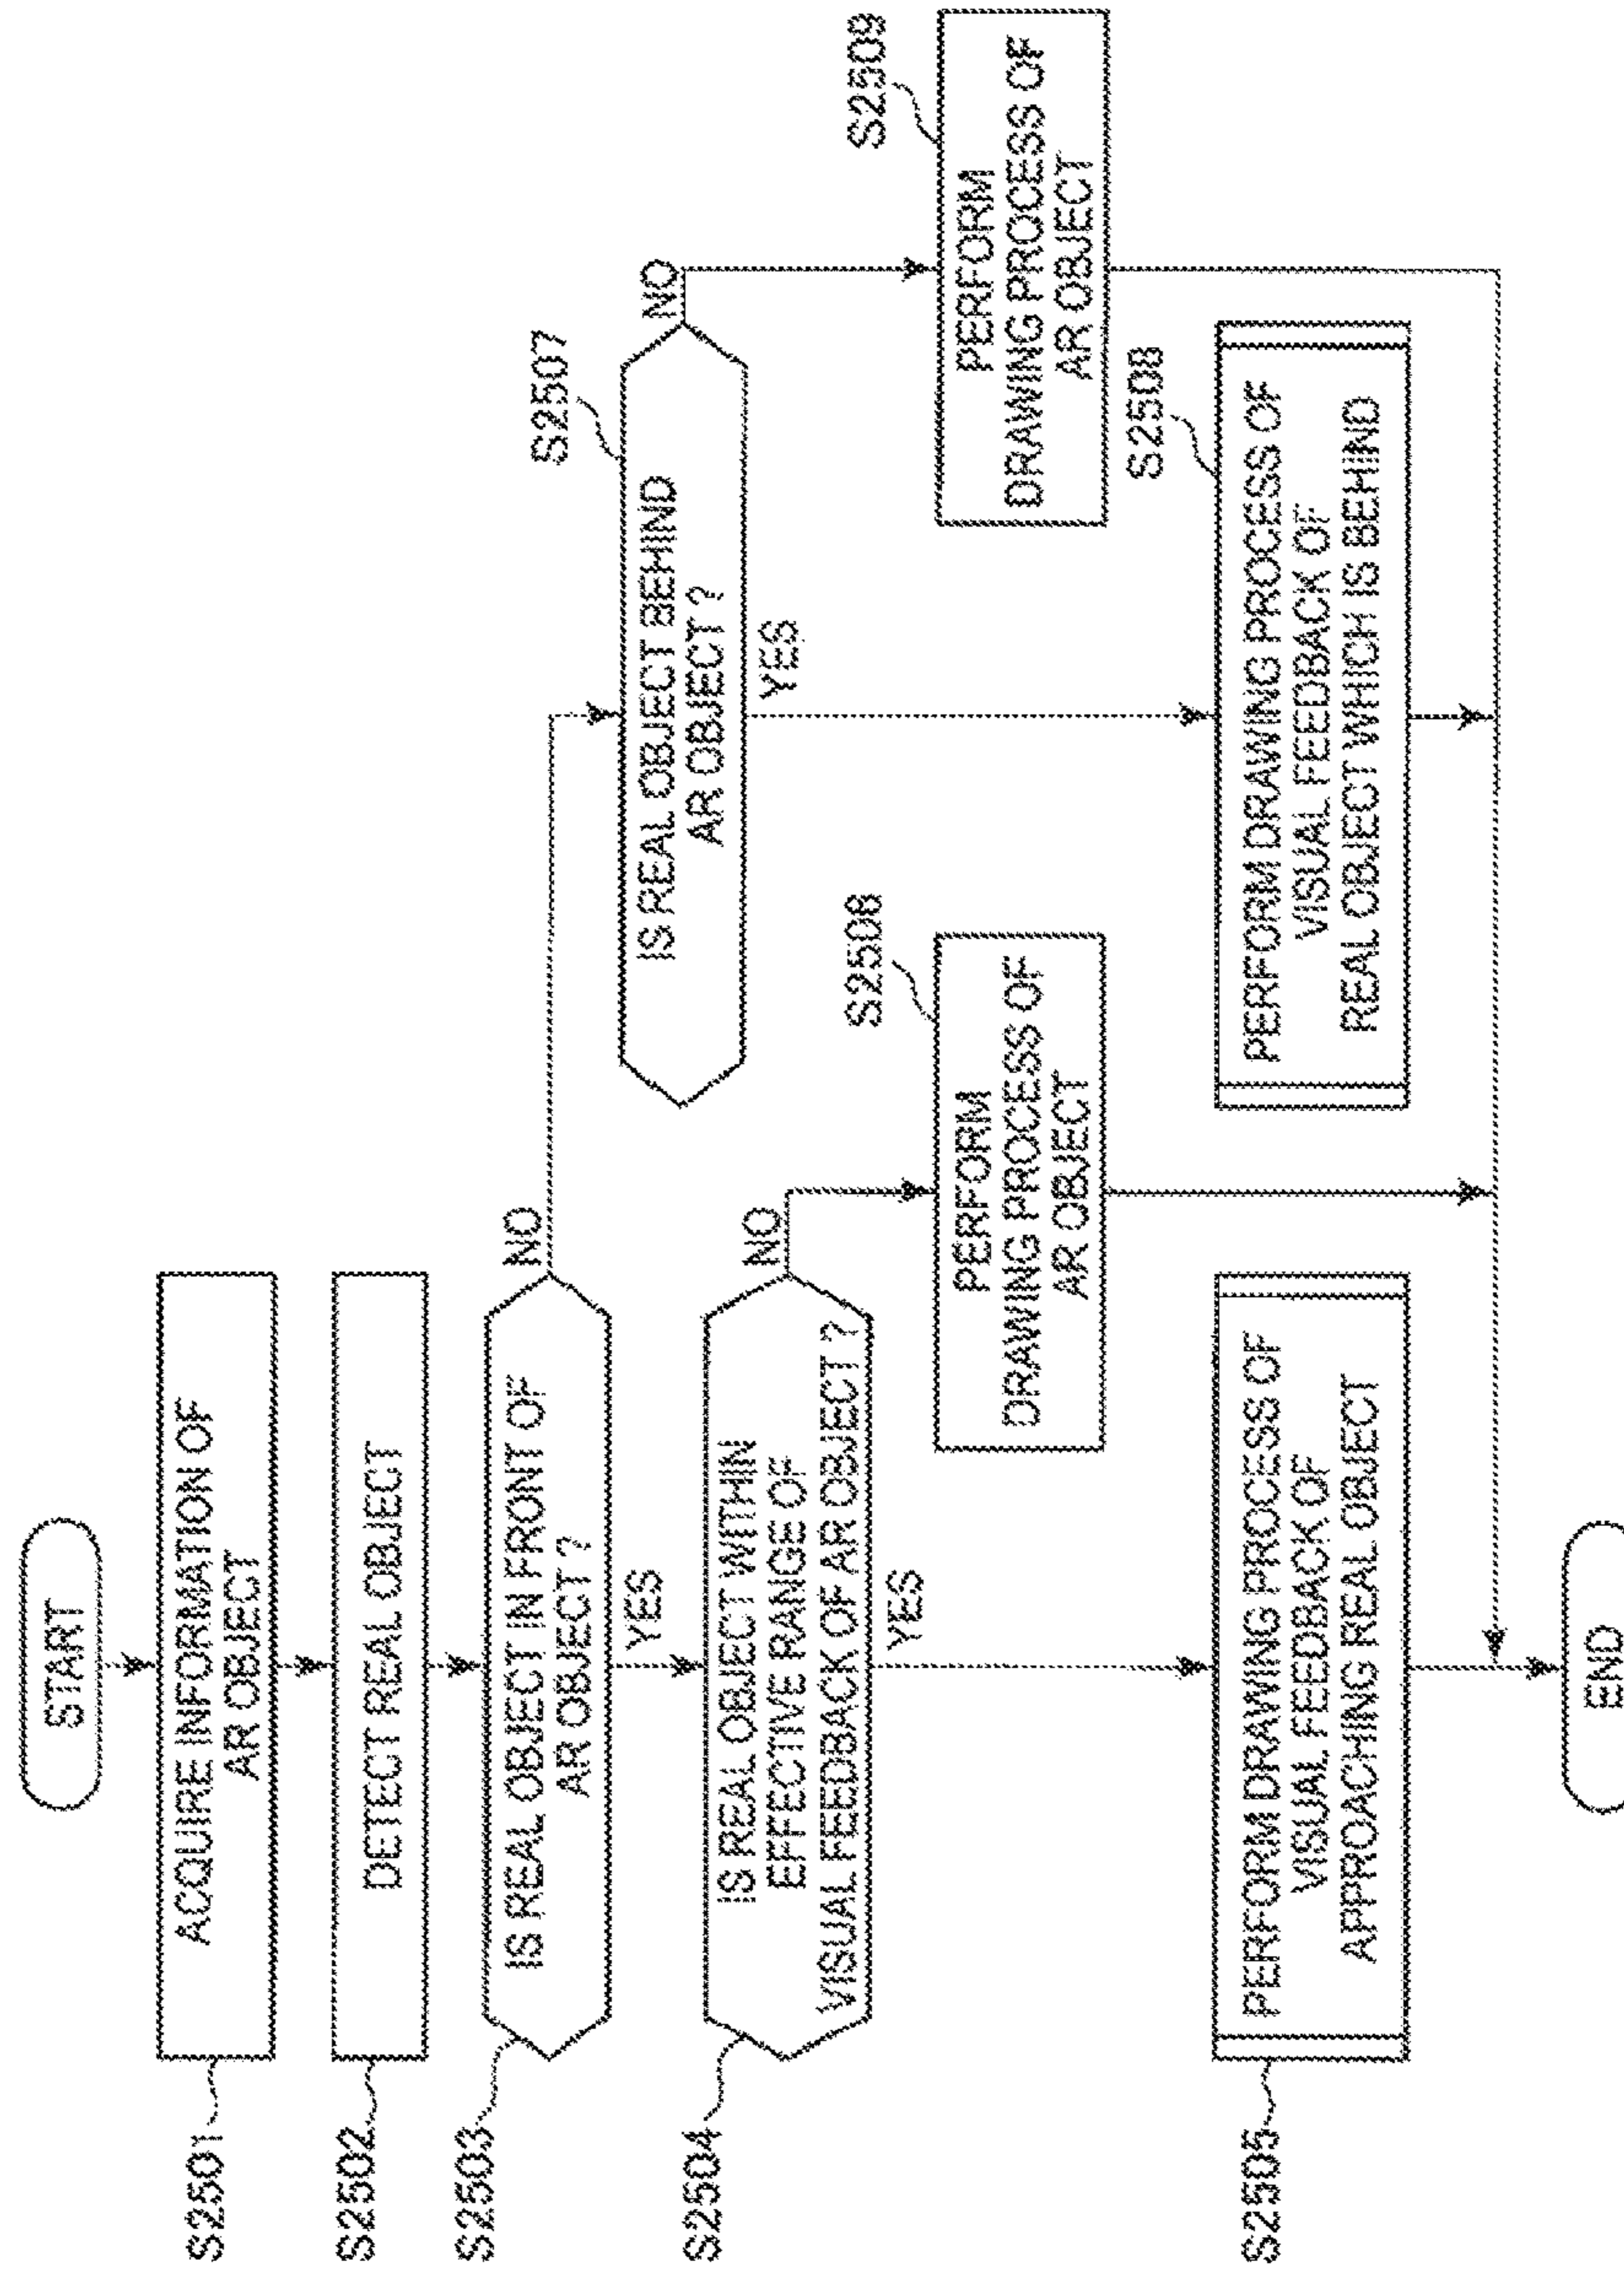 START
S2501
ACQUIRE INFORMATION OF
AR OBJECT
S2502
DETECT REAL OBJECT
S2503
IS REAL OBJECT IN FRONT OF
AR OBJECT ?
NO
YES
S2507
IS REAL OBJECT BEHIND
AR OBJECT ?
NO
YES
S2504
IS REAL OBJECT WITHIN
EFFECTIVE RANGE OF
VISUAL FEEDBACK OF AR OBJECT ?
NO
YES
S2506
PERFORM
DRAWING PROCESS OF
AR OBJECT
S2509
PERFORM
DRAWING PROCESS OF
AR OBJECT
S2505
PERFORM DRAWING PROCESS OF
VISUAL FEEDBACK OF
APPROACHING REAL OBJECT
S2508
PERFORM DRAWING PROCESS OF
VISUAL FEEDBACK OF
REAL OBJECT WHICH IS BEHIND
END